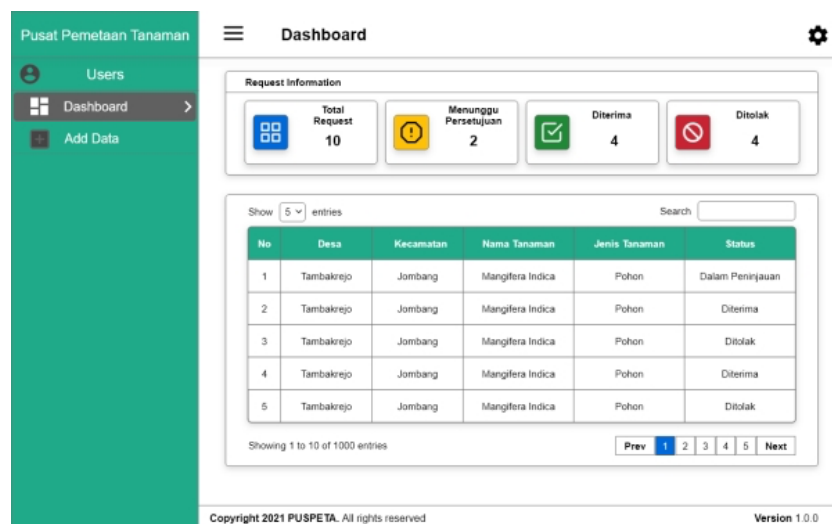 Pusat Pemetaan Tanaman
Dashboard
Users
Dashboard
Add Data
Request Information
Total
Request
10
Menunggu
Persetujuan
2
Diterima
4
Ditolak
4
Show 5 entries
Search
No Desa Kecamatan Nama Tanaman Jenis Tanaman Status
1 Tambakrejo Jombang Mangifera Indica Pohon Dalam Peninjauan
2 Tambakrejo Jombang Mangifera Indica Pohon Diterima
3 Tambakrejo Jombang Mangifera Indica Pohon Ditolak
4 Tambakrejo Jombang Mangifera Indica Pohon Diterima
5 Tambakrejo Jombang Mangifera Indica Pohon Ditolak
Showing 1 to 10 of 1000 entries
Prev 1 2 3 4 5 Next
Copyright 2021 PUSPETA. All rights reserved
Version 1.0.0